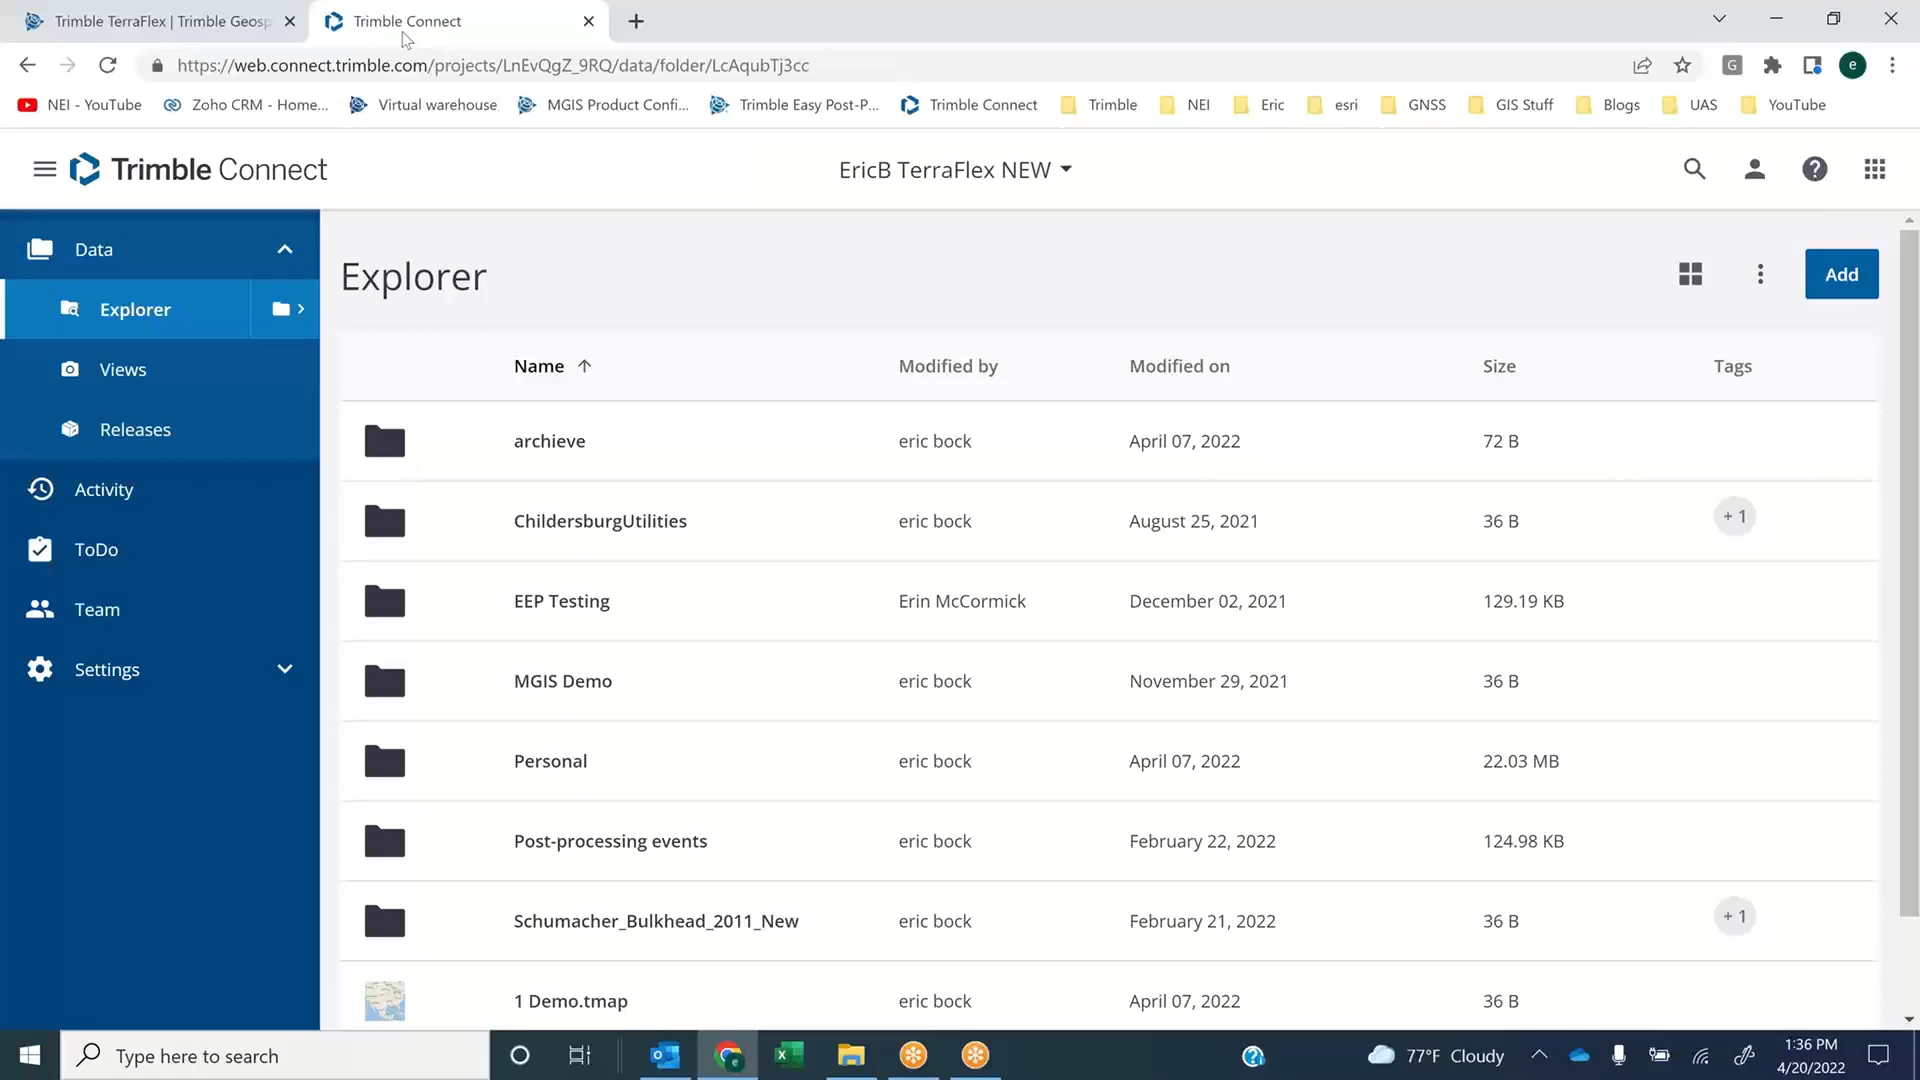 Trimble TerraFlex | Trimble Geosp
Trimble Connect
https://web.connect.trimble.com/projects/LnEvQgZ_9RQ/data/folder/LcAqubTj3cc
G
e
NEI - YouTube
Zoho CRM - Home...
Virtual warehouse
MGIS Product Confi...
Trimble Easy Post-P...
Trimble Connect
Trimble
NEI
Eric
esri
GNSS
GIS Stuff
Blogs
UAS
YouTube
Trimble Connect
EricB TerraFlex NEW
Data
Explorer
Views
Releases
Activity
ToDo
Team
Settings
Explorer
Add
Name Modified by Modified on Size Tags
archieve eric bock April 07, 2022 72 B
ChildersburgUtilities eric bock August 25, 2021 36 B + 1
EEP Testing Erin McCormick December 02, 2021 129.19 KB
MGIS Demo eric bock November 29, 2021 36 B
Personal eric bock April 07, 2022 22.03 MB
Post-processing events eric bock February 22, 2022 124.98 KB
Schumacher_Bulkhead_2011_New eric bock February 21, 2022 36 B + 1
1 Demo.tmap eric bock April 07, 2022 36 B
Type here to search
77°F Cloudy
1:36 PM
4/20/2022